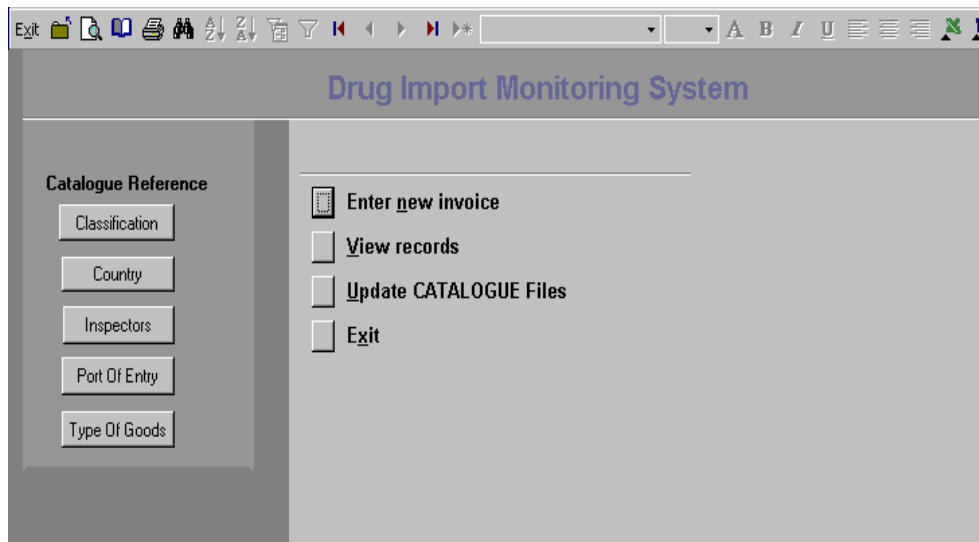 Exit
A B I U
Drug Import Monitoring System
Catalogue Reference
Classification
Country
Inspectors
Port Of Entry
Type Of Goods
Enter new invoice
View records
Update CATALOGUE Files
Exit